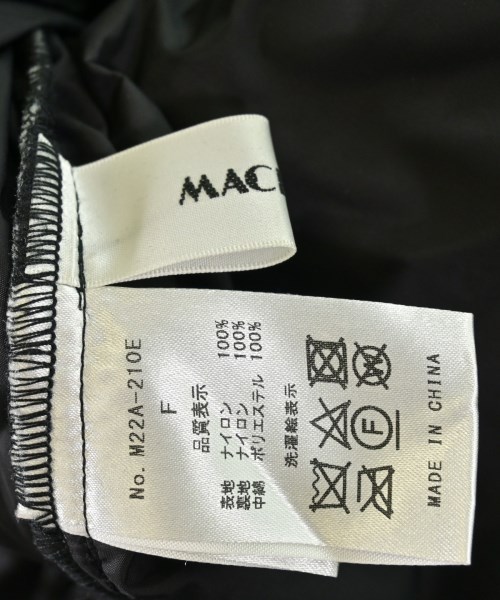 MAC
No. M22A-210E
F
品質表示
表地 ナイロン 100%
裏地 ナイロン 100%
中綿 ポリエステル 100%
洗濯絵表示
F
MADE IN CHINA